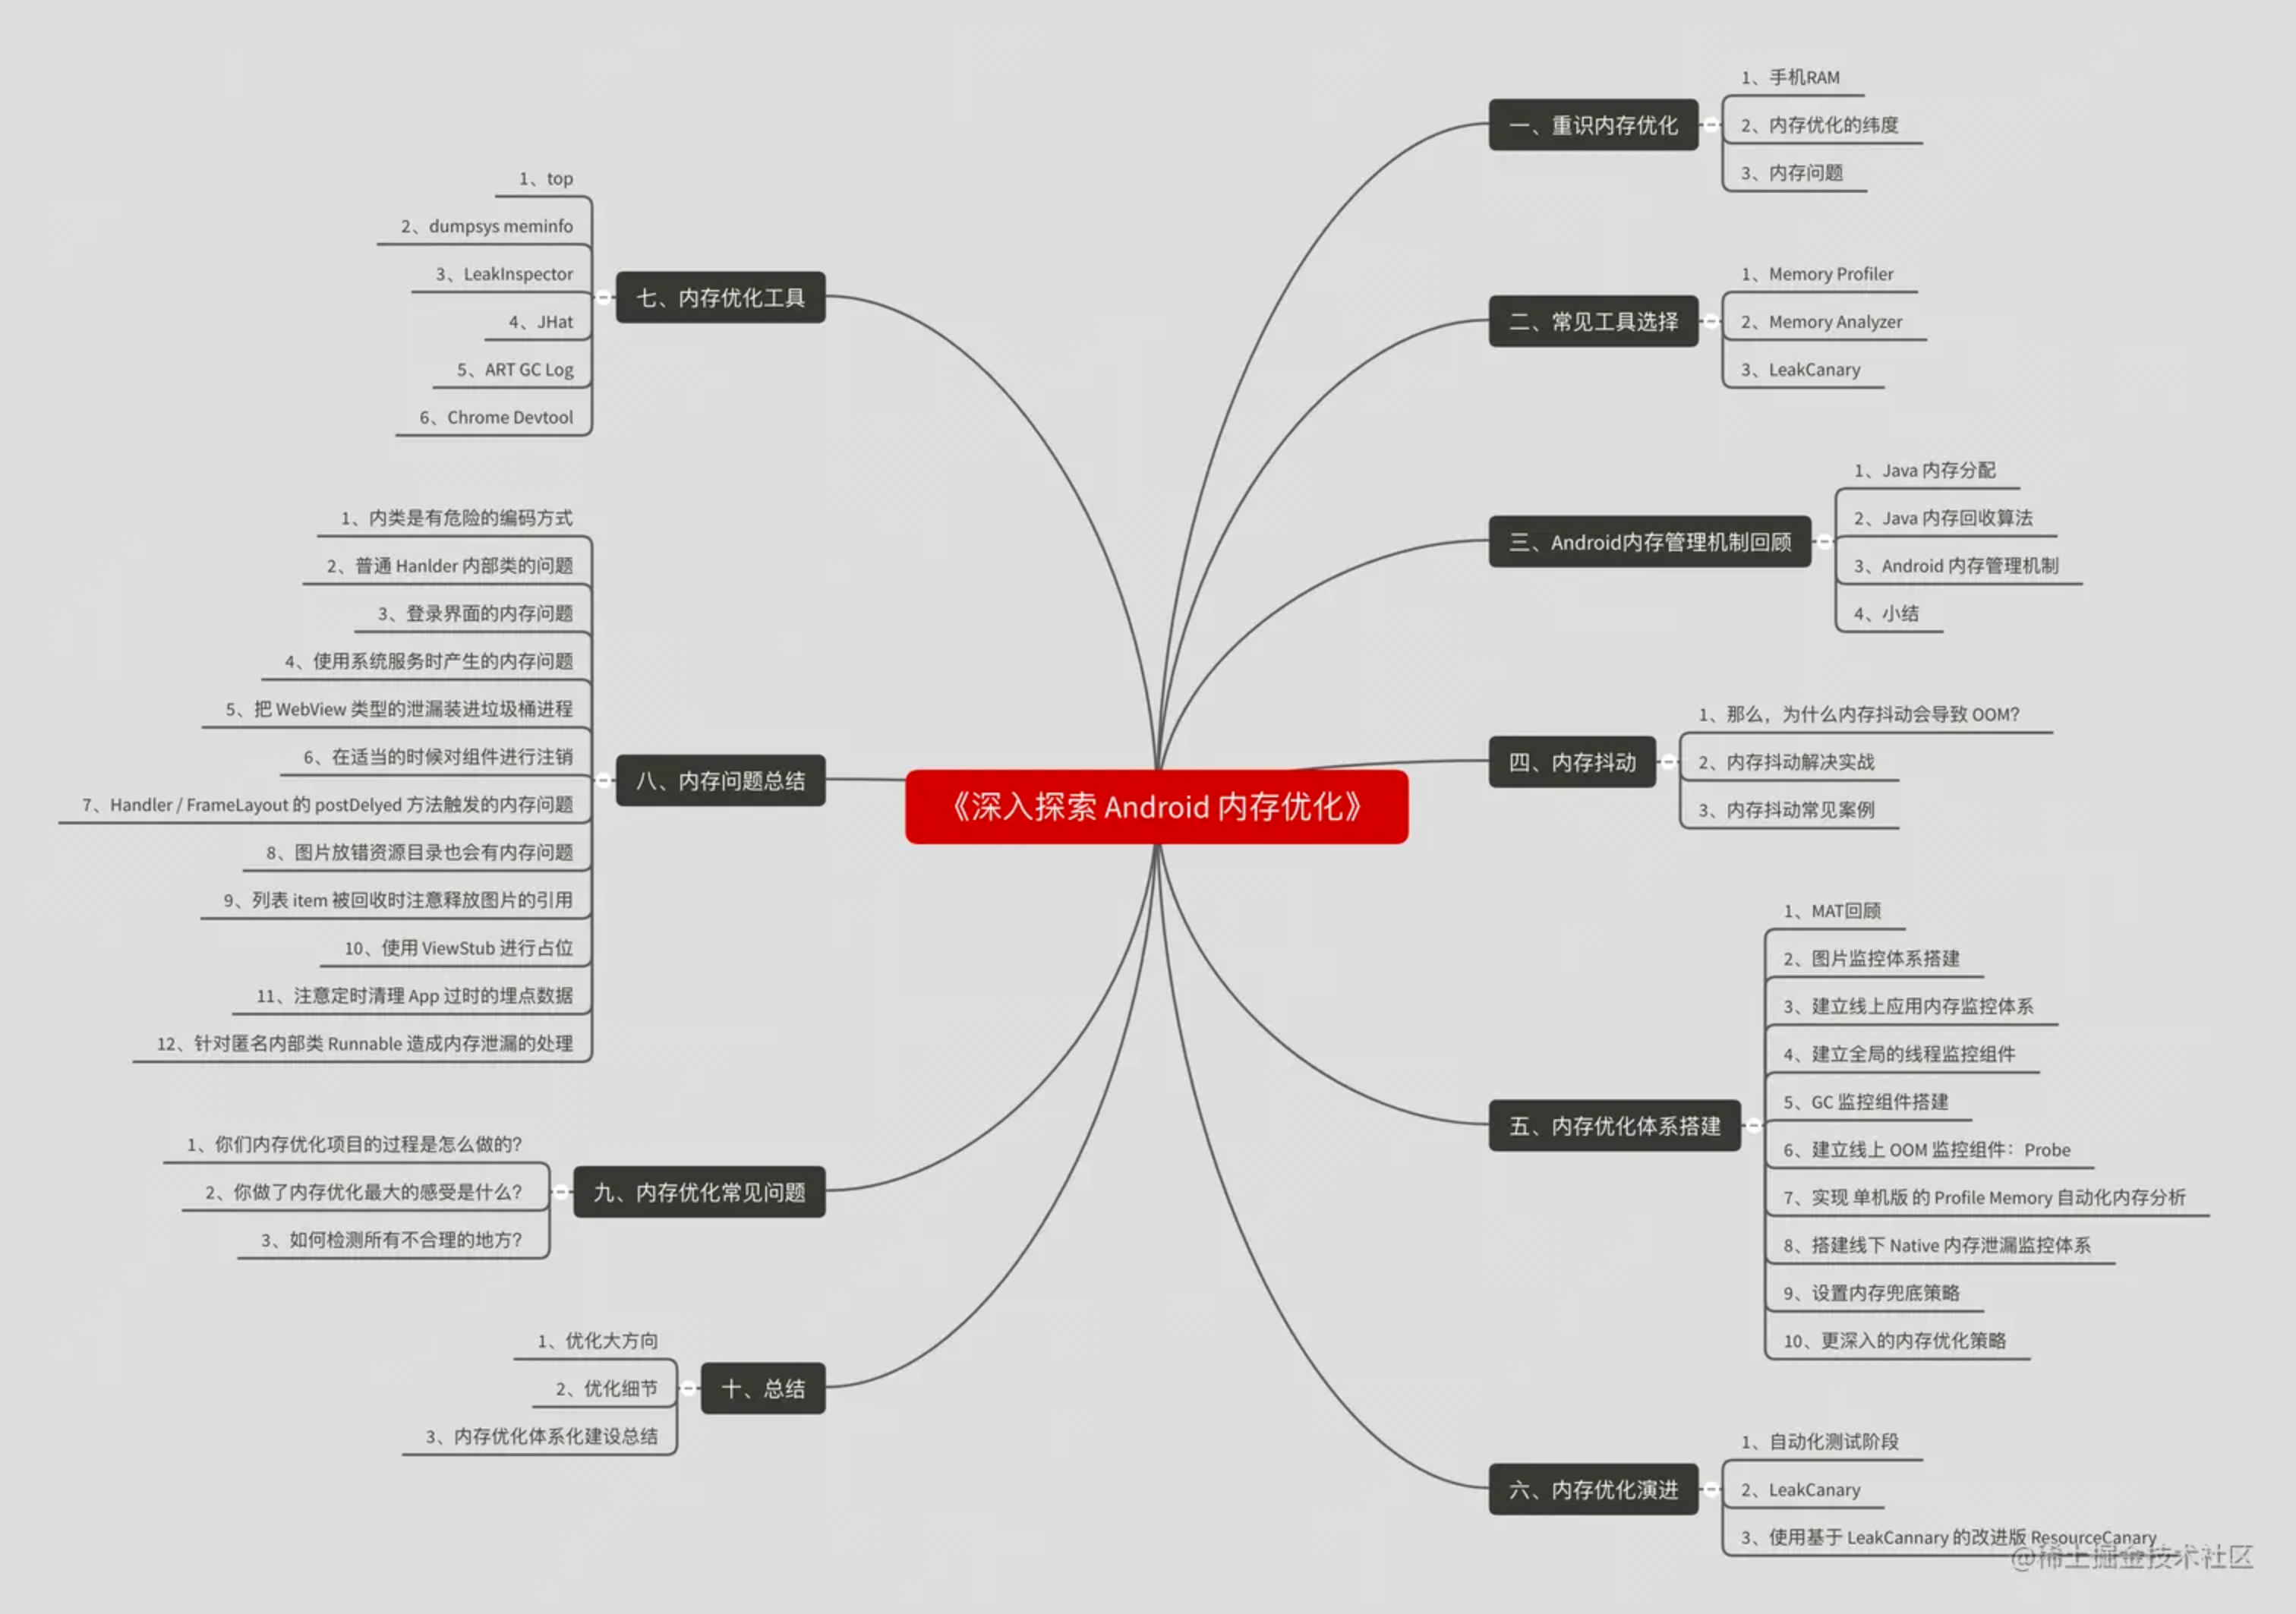 《深入探索 Android 内存优化》
一、重识内存优化
1、手机RAM
2、内存优化的纬度
3、内存问题
二、常见工具选择
1、Memory Profiler
2、Memory Analyzer
3、LeakCanary
三、Android内存管理机制回顾
1、Java 内存分配
2、Java 内存回收算法
3、Android 内存管理机制
4、小结
四、内存抖动
1、那么，为什么内存抖动会导致 OOM？
2、内存抖动解决实战
3、内存抖动常见案例
五、内存优化体系搭建
1、MAT回顾
2、图片监控体系搭建
3、建立线上应用内存监控体系
4、建立全局的线程监控组件
5、GC 监控组件搭建
6、建立线上 OOM 监控组件：Probe
7、实现 单机版 的 Profile Memory 自动化内存分析
8、搭建线下 Native 内存泄漏监控体系
9、设置内存兜底策略
10、更深入的内存优化策略
六、内存优化演进
1、自动化测试阶段
2、LeakCanary
3、使用基于 LeakCannary 的改进版 ResourceCanary
七、内存优化工具
1、top
2、dumpsys meminfo
3、LeakInspector
4、JHat
5、ART GC Log
6、Chrome Devtool
八、内存问题总结
1、内类是有危险的编码方式
2、普通 Hanlder 内部类的问题
3、登录界面的内存问题
4、使用系统服务时产生的内存问题
5、把 WebView 类型的泄漏装进垃圾桶进程
6、在适当的时候对组件进行注销
7、Handler / FrameLayout 的 postDelyed 方法触发的内存问题
8、图片放错资源目录也会有内存问题
9、列表 item 被回收时注意释放图片的引用
10、使用 ViewStub 进行占位
11、注意定时清理 App 过时的埋点数据
12、针对匿名内部类 Runnable 造成内存泄漏的处理
九、内存优化常见问题
1、你们内存优化项目的过程是怎么做的？
2、你做了内存优化最大的感受是什么？
3、如何检测所有不合理的地方？
十、总结
1、优化大方向
2、优化细节
3、内存优化体系化建设总结
@稀土掘金技术社区